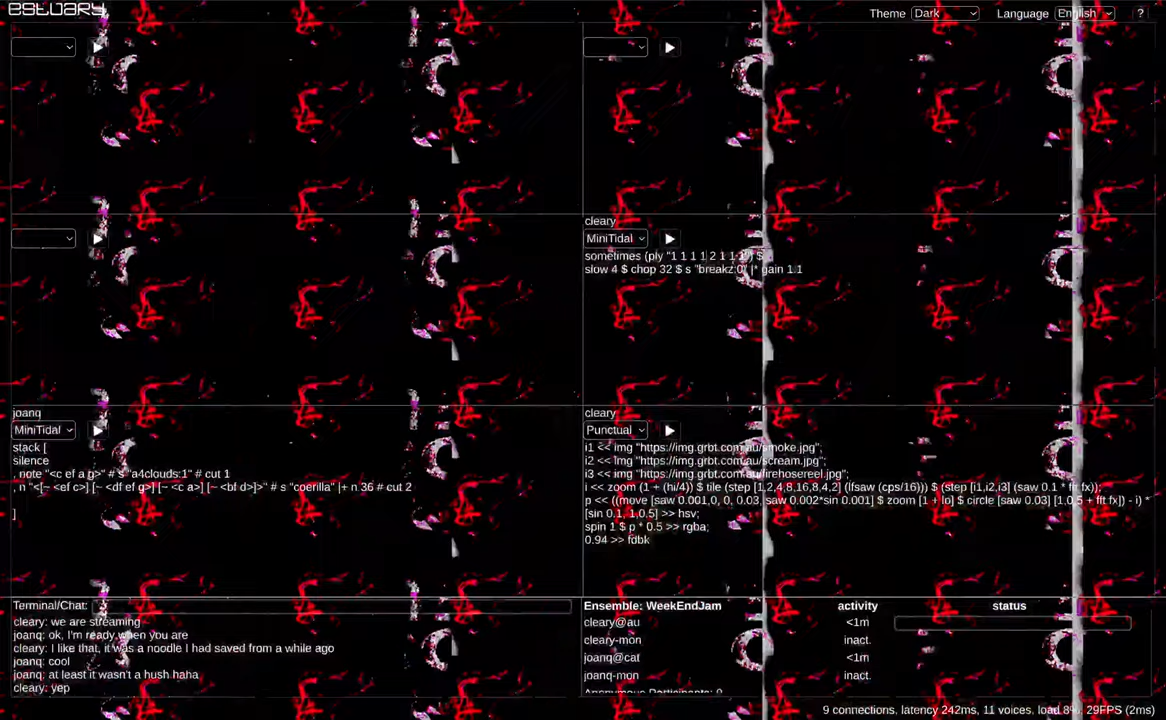 estuary
Theme Dark Language English ?
cleary
MiniTidal
sometimes (ply "1 1 1 1 2 1 1 1") $
slow 4 $ chop 32 $ s "breakz:0" |* gain 1.1
joanq
MiniTidal
stack [
silence
, note "<c ef a g>" # s "a4clouds:1" # cut 1
, n "<[~ <ef c>] [~ <df ef g>] [~ <c a>] [~ <bf d>]>" # s "coerilla" |+ n 36 # cut 2
]
cleary
Punctual
i1 << img "https://img.grbt.com.au/smoke.jpg";
i2 << img "https://img.grbt.com.au/scream.jpg";
i3 << img "https://img.grbt.com.au/firehosereel.jpg";
i << zoom (1 + (hi/4)) $ tile (step [1,2,4,8,16,8,4,2] (lfsaw (cps/16))) $ (step [i1,i2,i3] (saw 0.1 * fit fx));
p << ((move [saw 0.001,0, 0, 0.03, saw 0.002*sin 0.001] $ zoom [1 + lo] $ circle [saw 0.03] [1,0.5 + fft fx]) - i) *
[sin 0.1, 1,0.5] >> hsv;
spin 1 $ p * 0.5 >> rgba;
0.94 >> fdbk
Terminal/Chat:
cleary: we are streaming
joanq: ok, I'm ready when you are
cleary: I like that, it was a noodle I had saved from a while ago
joanq: cool
joanq: at least it wasn't a hush haha
cleary: yep
Ensemble: WeekEndJam activity status
cleary@au <1m
cleary-mon inact.
joanq@cat <1m
joanq-mon inact.
Anonymous Participants: 0
9 connections, latency 242ms, 11 voices, load 8%, 29FPS (2ms)